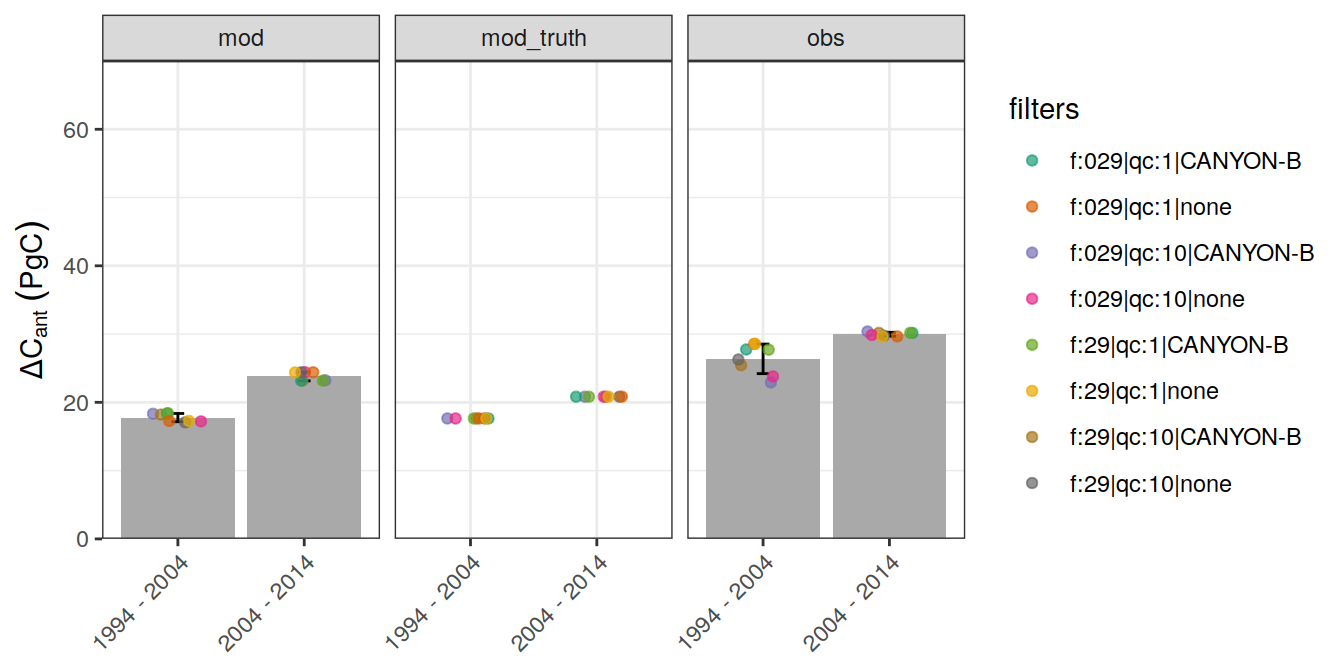 mod
mod_truth
obs
ΔCant (PgC)
60
40
20
0
1994 - 2004
2004 - 2014
1994 - 2004
2004 - 2014
1994 - 2004
2004 - 2014
filters
f:029|qc:1|CANYON-B
f:029|qc:1|none
f:029|qc:10|CANYON-B
f:029|qc:10|none
f:29|qc:1|CANYON-B
f:29|qc:1|none
f:29|qc:10|CANYON-B
f:29|qc:10|none